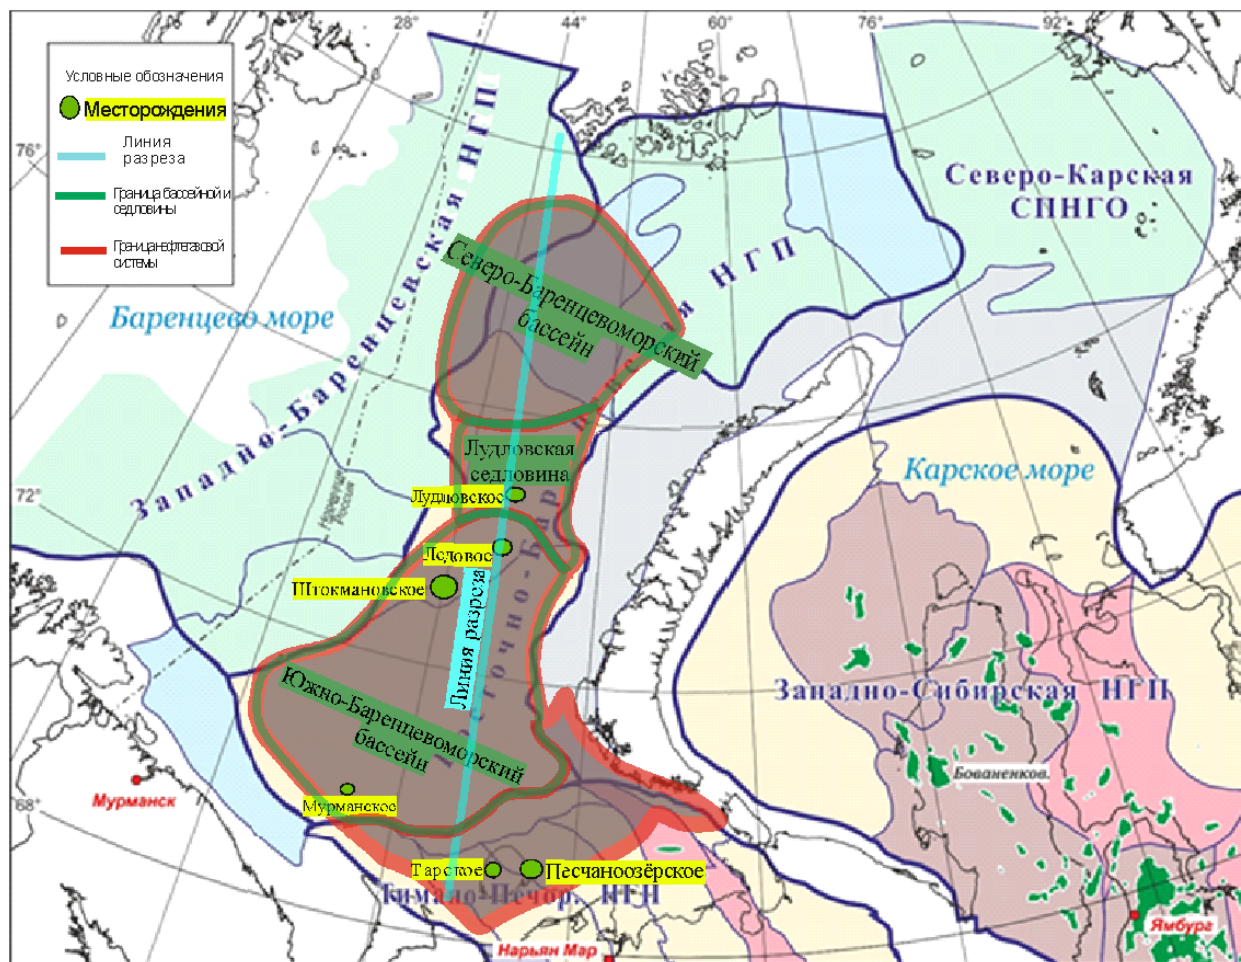 28°
44°
60°
76°
92°
76°
72°
68°
Условные обозначения
Месторождения
Линия
разреза
Граница бассейной и
седловины
Граница нефтегазовой
системы
Западно-Баренцевская НГП
Северо-Карская
СПНГО
НГП
Северо-Баренцевоморский
бассейн
Баренцево море
Карское море
Лудловская
седловина
Лудловское
Ледовое
Штокмановское
Линия разреза
Южно-Баренцевоморский
бассейн
Западно-Сибирская НГП
Бованенков.
Мурманск
Мурманское
Тарское
Песчаноозёрское
Тимано-Печор. НГП
Ямбург
Нарьян Мар